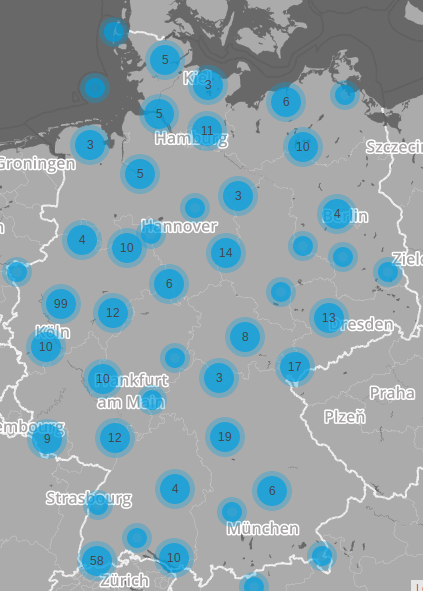 5
Kiel
3
6
5
11
Hamburg
10
3
Szczecin
Groningen
5
3
4
Berlin
Hannover
4
10
14
Ziel
6
99
12
13
Dresden
Köln
10
8
17
10
3
Frankfurt
am Main
Praha
Plzeň
embourg
9
12
19
4
6
Strasbourg
München
58
10
Zürich